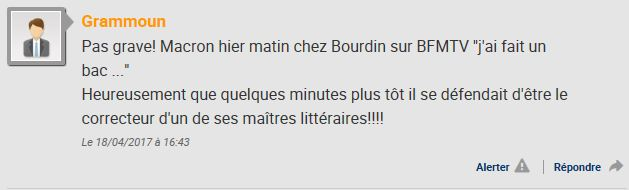 Grammoun
Pas grave! Macron hier matin chez Bourdin sur BFMTV "j'ai fait un
bac ..."
Heureusement que quelques minutes plus tôt il se défendait d'être le
correcteur d'un de ses maîtres littéraires!!!!
Le 18/04/2017 à 16:43
Alerter | Répondre